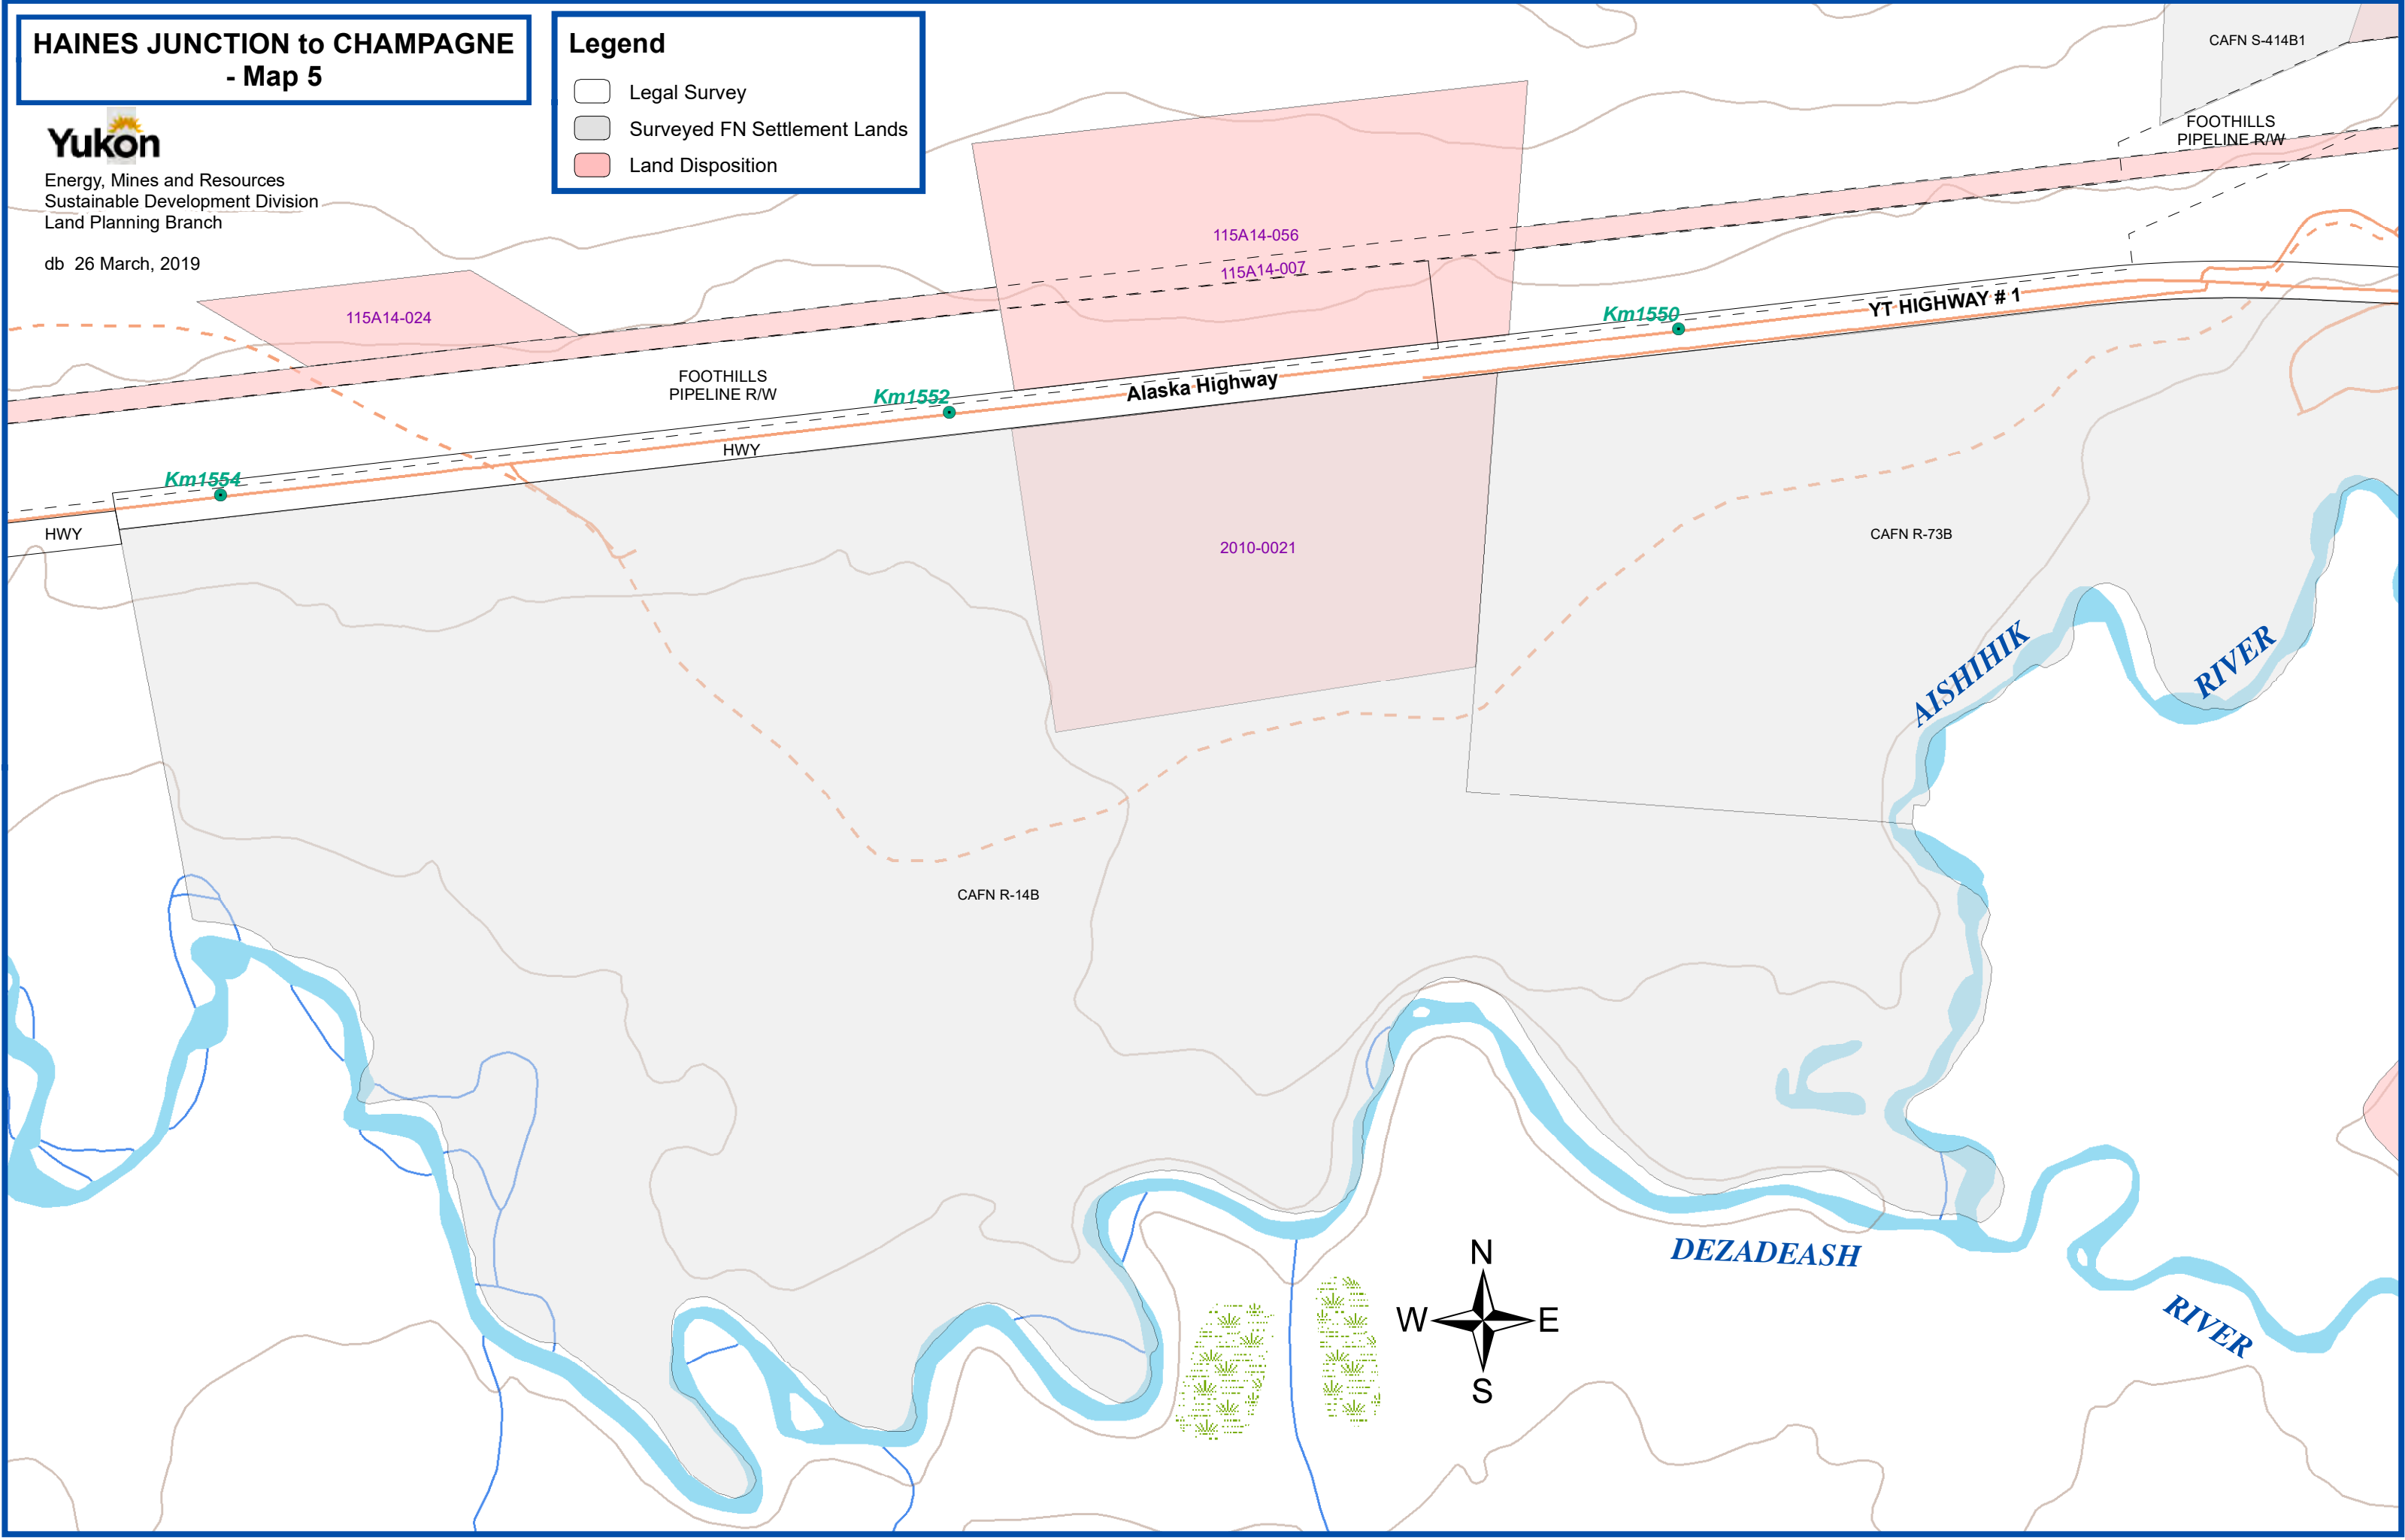 HAINES JUNCTION to CHAMPAGNE
- Map 5
Legend
Legal Survey
Surveyed FN Settlement Lands
Land Disposition
Yukon
Energy, Mines and Resources
Sustainable Development Division
Land Planning Branch
db 26 March, 2019
CAFN S-414B1
FOOTHILLS
PIPELINE R/W
115A14-056
115A14-007
115A14-024
Km1550
YT HIGHWAY # 1
FOOTHILLS
PIPELINE R/W
Km1552
Alaska Highway
HWY
Km1554
HWY
2010-0021
CAFN R-73B
AISHIHIK
RIVER
CAFN R-14B
DEZADEASH
RIVER
N
W
E
S